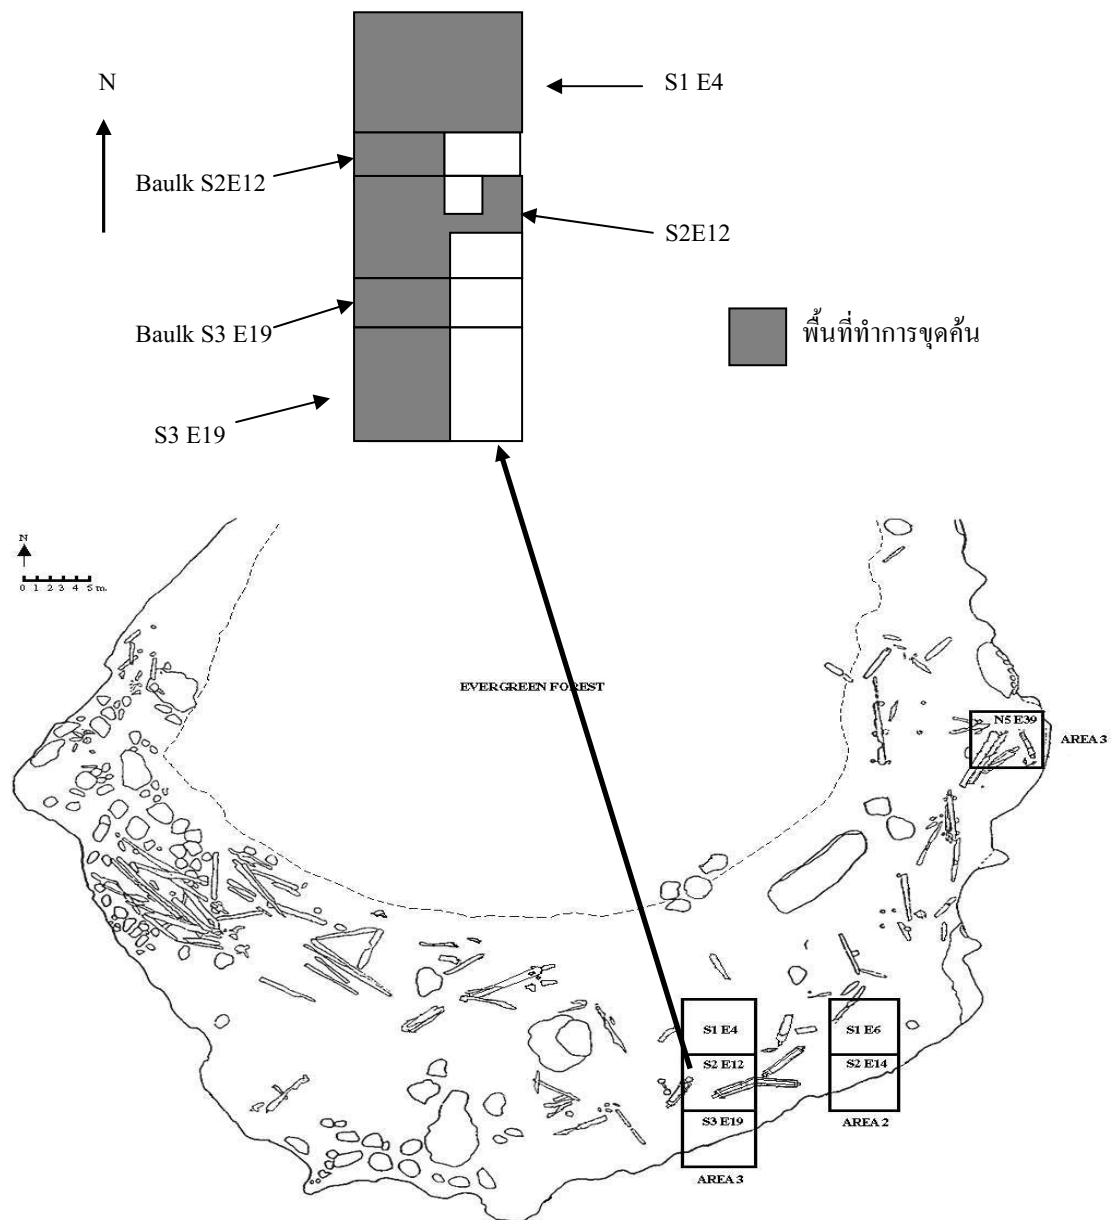 N
S1 E4
Baulk S2E12
S2E12
Baulk S3 E19
พื้นที่ทำการขุดค้น
S3 E19
N
0 1 2 3 4 5 m.
EVERGREEN FOREST
N5 E39
AREA 3
S1 E4
S1 E6
S2 E12
S2 E14
S3 E19
AREA 2
AREA 3